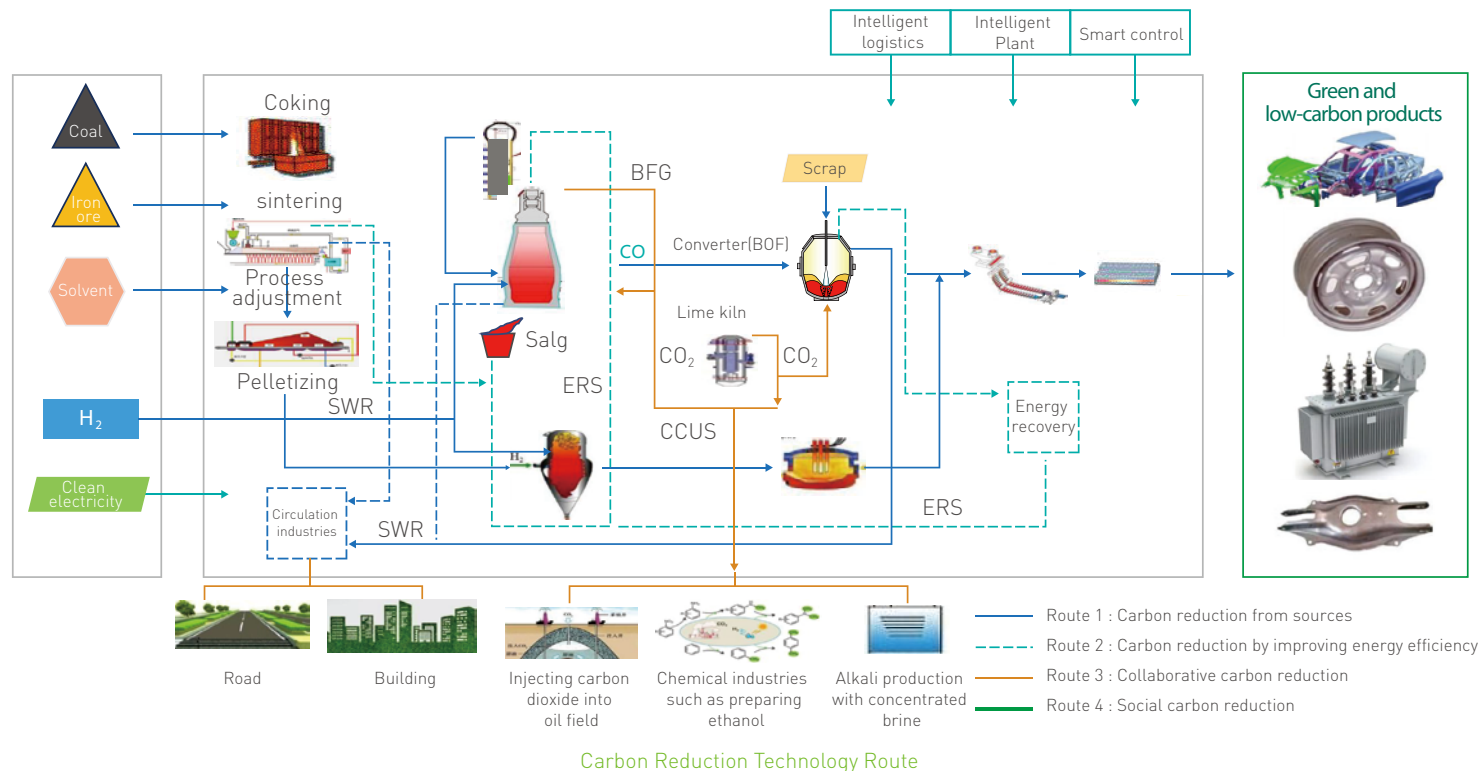 Intelligent
logistics
Intelligent
Plant
Smart control
Coal
Iron
ore
Solvent
H₂
Clean
electricity
Coking
sintering
Process
adjustment
Pelletizing
SWR
Circulation
industries
SWR
BFG
CO
Converter(BOF)
Scrap
Lime kiln
CO₂
CO₂
Salg
ERS
CCUS
H₂
Energy
recovery
ERS
Green and
low-carbon products
Road
Building
Injecting carbon
dioxide into
oil field
Chemical industries
such as preparing
ethanol
Alkali production
with concentrated
brine
Route 1 : Carbon reduction from sources
Route 2 : Carbon reduction by improving energy efficiency
Route 3 : Collaborative carbon reduction
Route 4 : Social carbon reduction
Carbon Reduction Technology Route